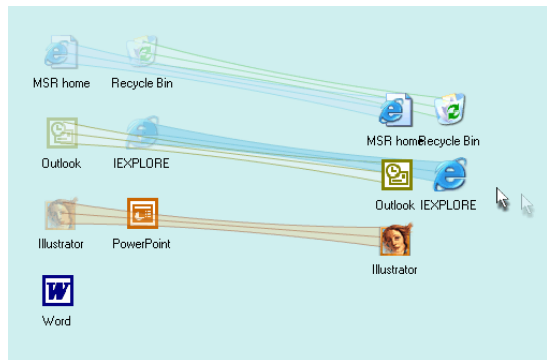 MSR home Recycle Bin
MSR home Recycle Bin
Outlook IEXPLORE
Outlook IEXPLORE
Illustrator PowerPoint
Illustrator
W
Word